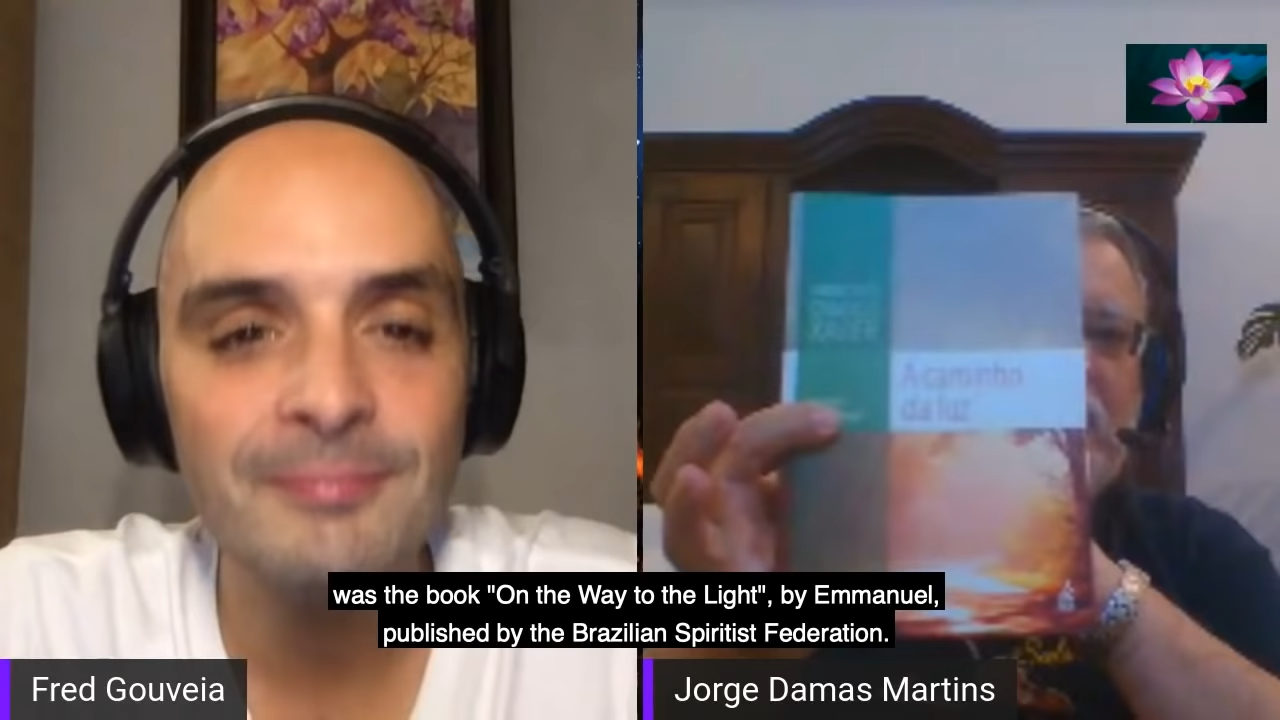 XAVIER
A caminho
da luz
was the book "On the Way to the Light", by Emmanuel,
published by the Brazilian Spiritist Federation.
Fred Gouveia
Jorge Damas Martins